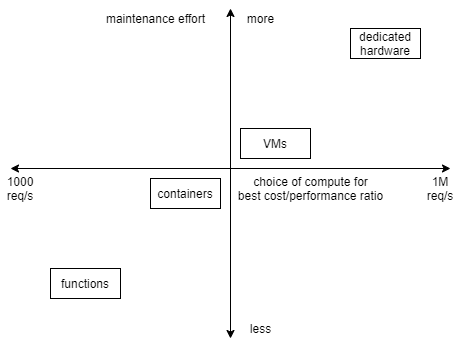 maintenance effort
more
dedicated
hardware
VMs
1000
req/s
containers
choice of compute for
best cost/performance ratio
1M
req/s
functions
less